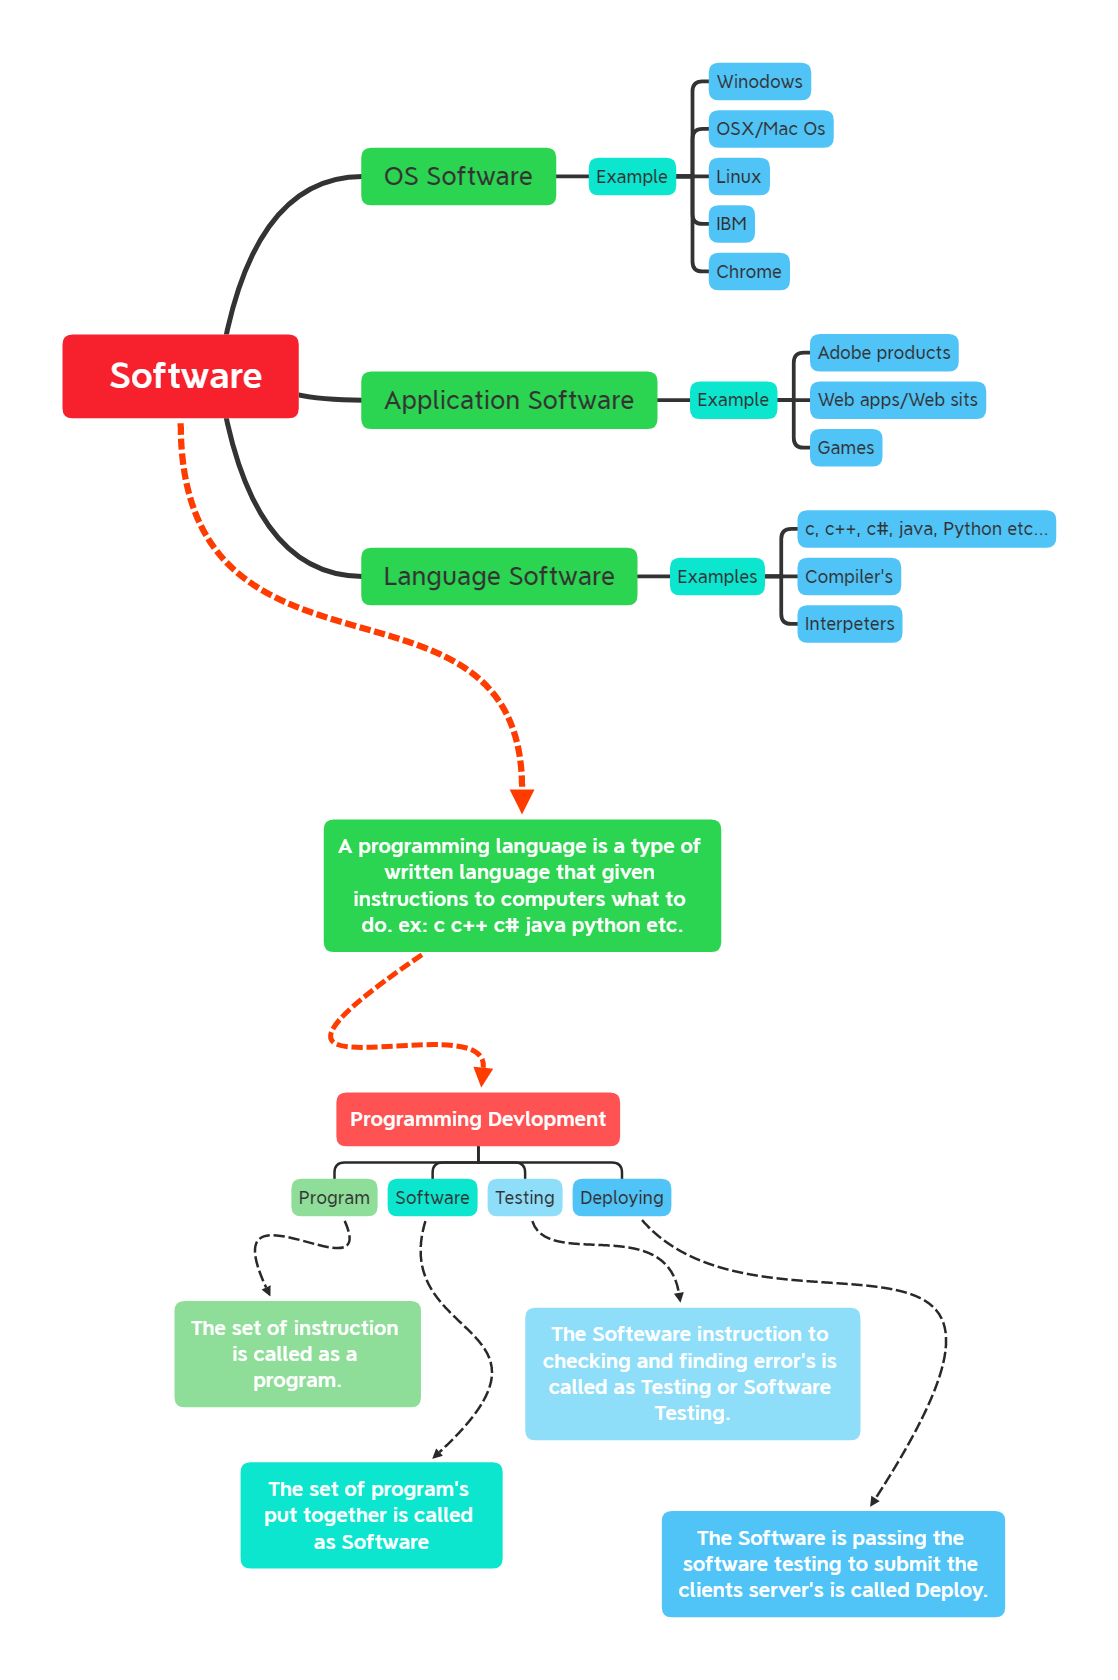 Winodows
OSX/Mac Os
OS Software
Example
Linux
IBM
Chrome
Software
Adobe products
Application Software
Example
Web apps/Web sits
Games
c, c++, c#, java, Python etc...
Language Software
Examples
Compiler's
Interpeters
A programming language is a type of
written language that given
instructions to computers what to
do. ex: c c++ c# java python etc.
Programming Devlopment
Program
Software
Testing
Deploying
The set of instruction
is called as a
program.
The Softeware instruction to
checking and finding error's is
called as Testing or Software
Testing.
The set of program's
put together is called
as Software
The Software is passing the
software testing to submit the
clients server's is called Deploy.